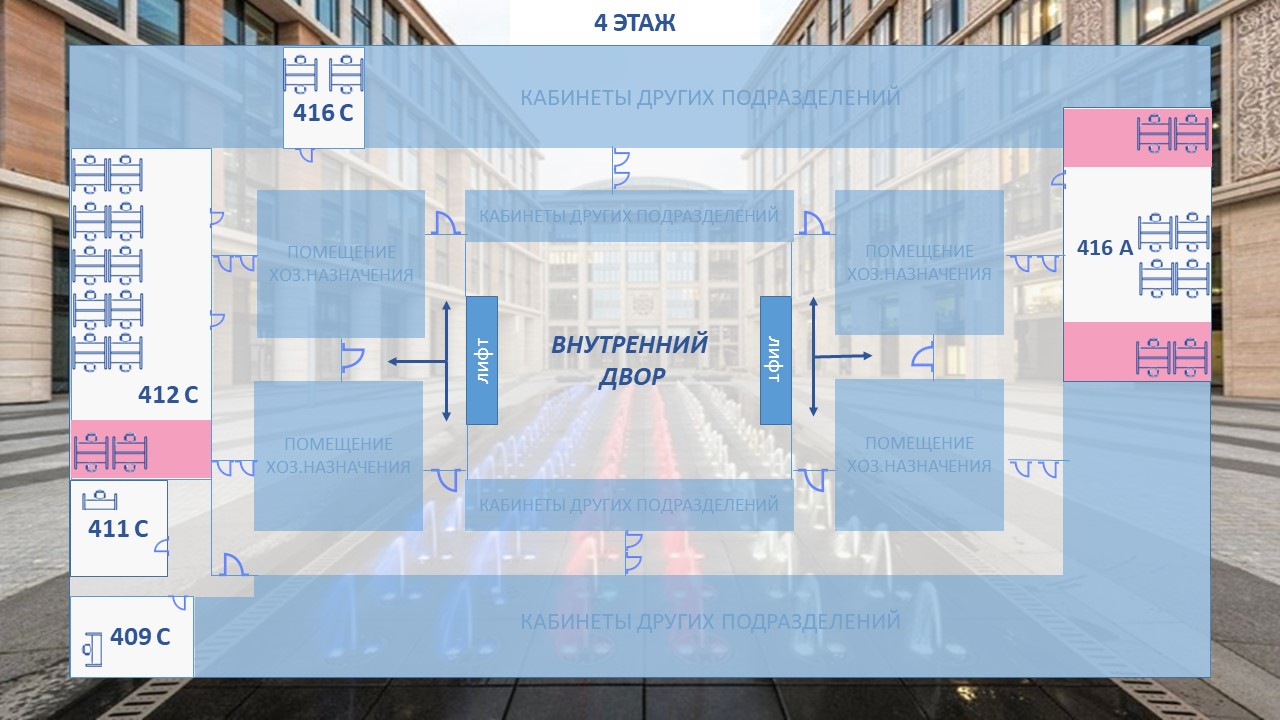 4 ЭТАЖ
416 С
КАБИНЕТЫ ДРУГИХ ПОДРАЗДЕЛЕНИЙ
КАБИНЕТЫ ДРУГИХ ПОДРАЗДЕЛЕНИЙ
ПОМЕЩЕНИЕ
ХОЗ.НАЗНАЧЕНИЯ
ПОМЕЩЕНИЕ
ХОЗ.НАЗНАЧЕНИЯ
416 А
лифт
ВНУТРЕННИЙ
ДВОР
лифт
412 С
ПОМЕЩЕНИЕ
ХОЗ.НАЗНАЧЕНИЯ
ПОМЕЩЕНИЕ
ХОЗ.НАЗНАЧЕНИЯ
КАБИНЕТЫ ДРУГИХ ПОДРАЗДЕЛЕНИЙ
411 С
409 С
КАБИНЕТЫ ДРУГИХ ПОДРАЗДЕЛЕНИЙ